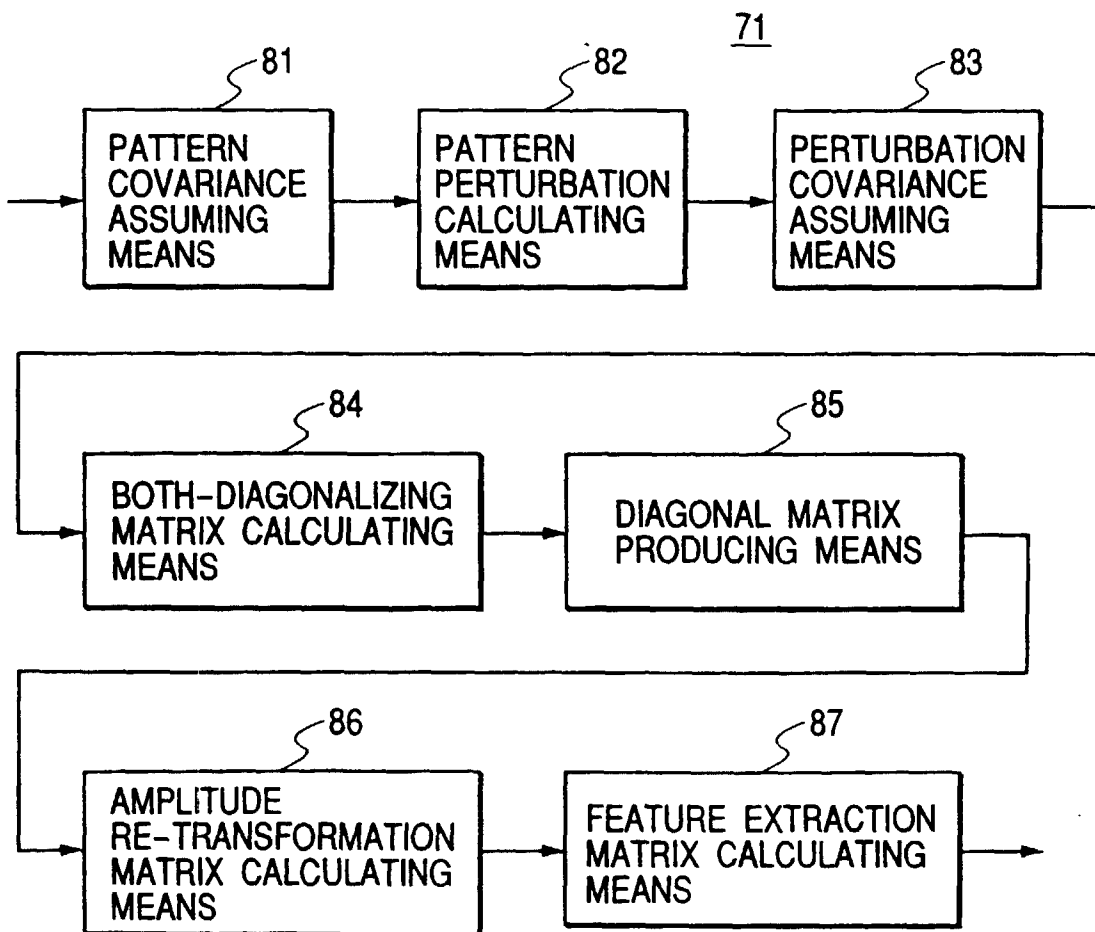 71
81
PATTERN
COVARIANCE
ASSUMING
MEANS
82
PATTERN
PERTURBATION
CALCULATING
MEANS
83
PERTURBATION
COVARIANCE
ASSUMING
MEANS
84
BOTH-DIAGONALIZING
MATRIX CALCULATING
MEANS
85
DIAGONAL MATRIX
PRODUCING MEANS
86
AMPLITUDE
RE-TRANSFORMATION
MATRIX CALCULATING
MEANS
87
FEATURE EXTRACTION
MATRIX CALCULATING
MEANS